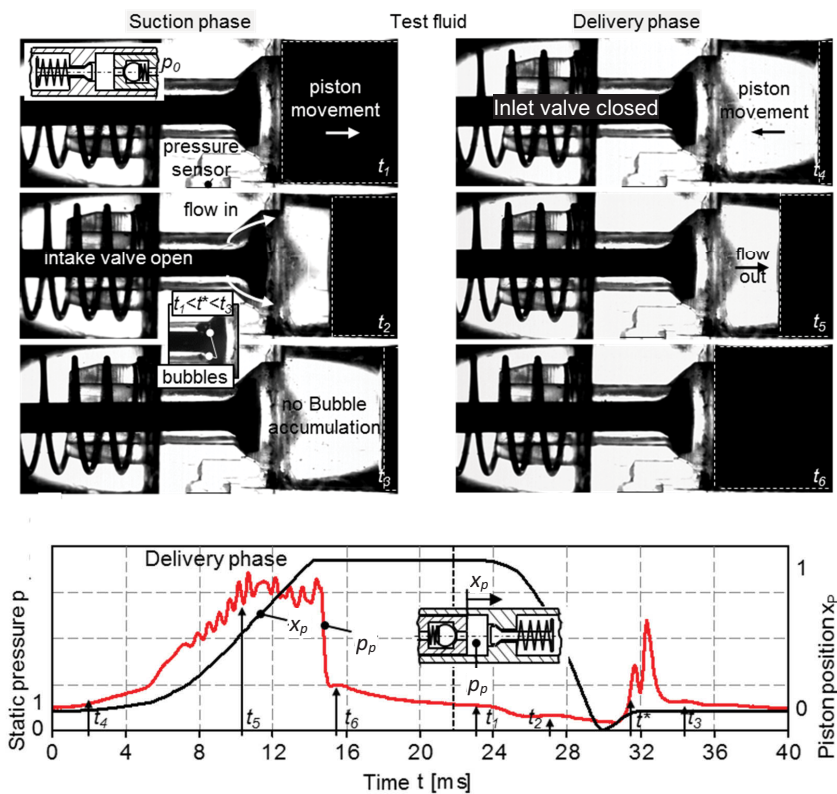 Suction phase
Test fluid
Delivery phase
p0
piston
movement
t1
pressure
sensor
Inlet valve closed
piston
movement
t4
flow in
intake valve open
t2
t1<t*<t3
bubbles
flow
out
t5
no Bubble
accumulation
t3
t6
Delivery phase
Static pressure p
1
0
xp
pp
xp
pp
t4
t5
t6
t1
t2
t*
t3
1
0
Piston position xP
0
4
8
12
16
20
24
28
32
36
40
Time t [ms]